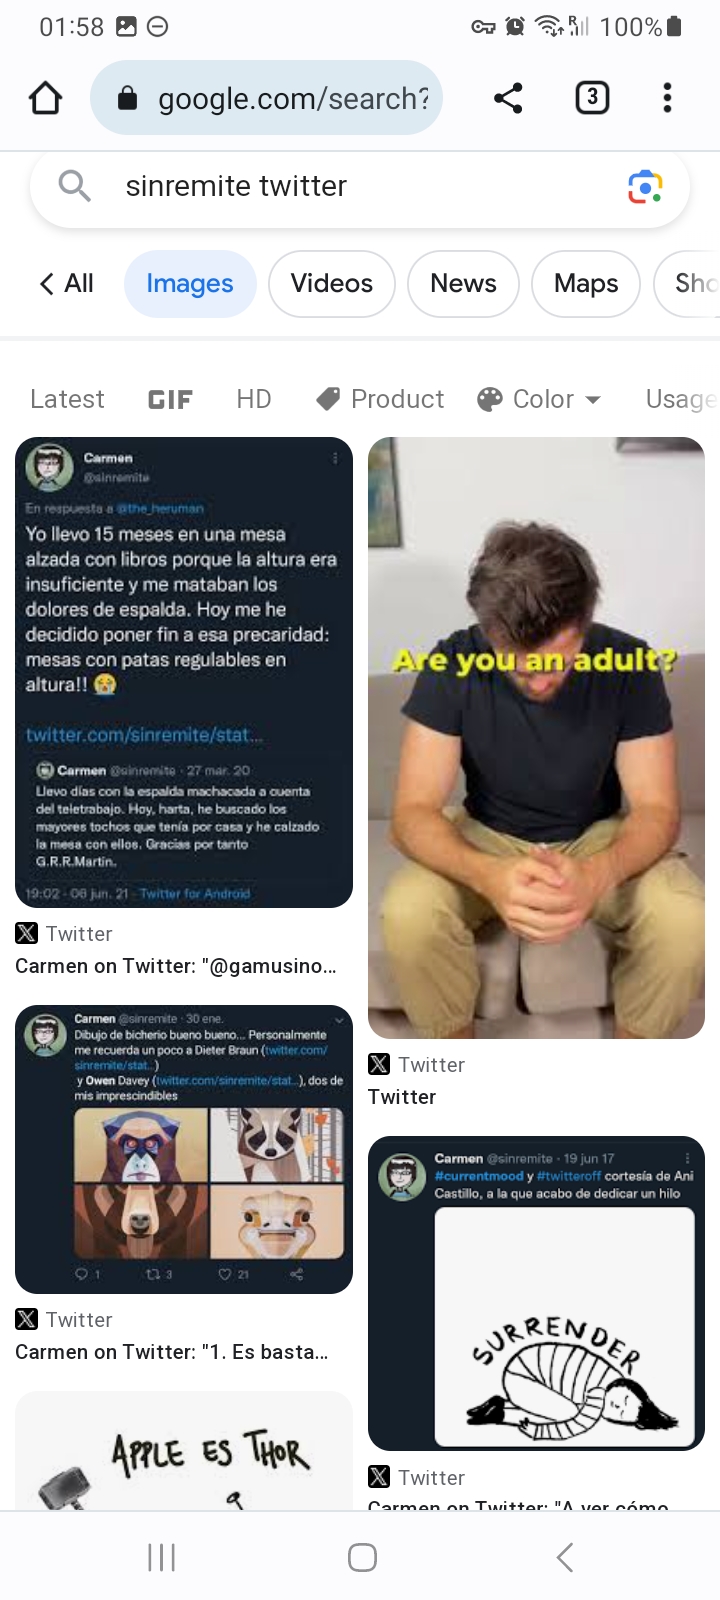 01:58
R
100%
google.com/search?
3
sinremite twitter
All
Images
Videos
News
Maps
Sho
Latest
GIF
HD
Product
Color
Usage
Carmen
@sinremite
En respuesta a @the_heruman
Yo llevo 15 meses en una mesa
alzada con libros porque la altura era
insuficiente y me mataban los
dolores de espalda. Hoy me he
decidido poner fin a esa precaridad:
mesas con patas regulables en
altura!! 😭
twitter.com/sinremite/stat...
Carmen @sinremite · 27 mar. 20
Llevo días con la espalda machacada a cuenta
del teletrabajo. Hoy, harta, he buscado los
mayores tochos que tenía por casa y he calzado
la mesa con ellos. Gracias por tanto
G.R.R.Martin.
19:02 · 06 jun. 21 · Twitter for Android
Twitter
Carmen on Twitter: "@gamusino...
Are you an adult?
Twitter
Twitter
Carmen @sinremite · 30 ene.
Dibujo de bicherio bueno bueno... Personalmente
me recuerda un poco a Dieter Braun (twitter.com/
sinremite/stat...)
y Owen Davey (twitter.com/sinremite/stat...), dos de
mis imprescindibles
1
3
21
Twitter
Carmen on Twitter: "1. Es basta...
Carmen @sinremite · 19 jun 17
#currentmood y #twitteroff cortesía de Ani
Castillo, a la que acabo de dedicar un hilo
SURRENDER
Twitter
Carmen on Twitter: "A ver cómo
APPLE ES THOR